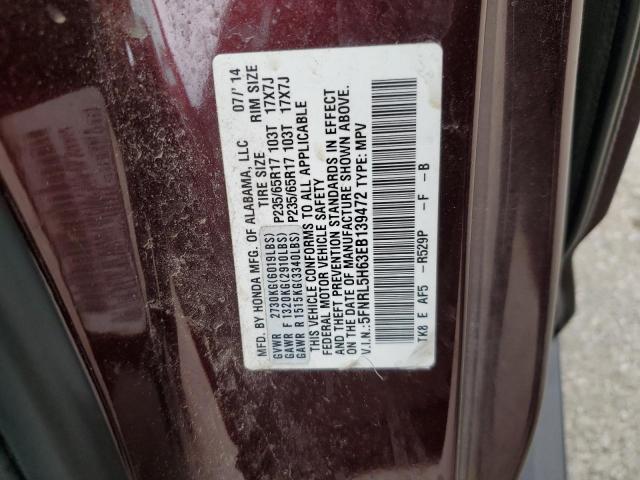 MFD. BY HONDA MFG. OF ALABAMA, LLC 07/'14
TIRE SIZE RIM SIZE
GVWR 2730KG(6019LBS)
GAWR F 1320KG(2910LBS) P235/65R17 103T 17X7J
GAWR R 1515KG(3340LBS) P235/65R17 103T 17X7J
THIS VEHICLE CONFORMS TO ALL APPLICABLE
FEDERAL MOTOR VEHICLE SAFETY
AND THEFT PREVENTION STANDARDS IN EFFECT
ON THE DATE OF MANUFACTURE SHOWN ABOVE.
V.I.N.:5FNRL5H63EB139472 TYPE: MPV
TK8 E AF5 -R529P -F -B